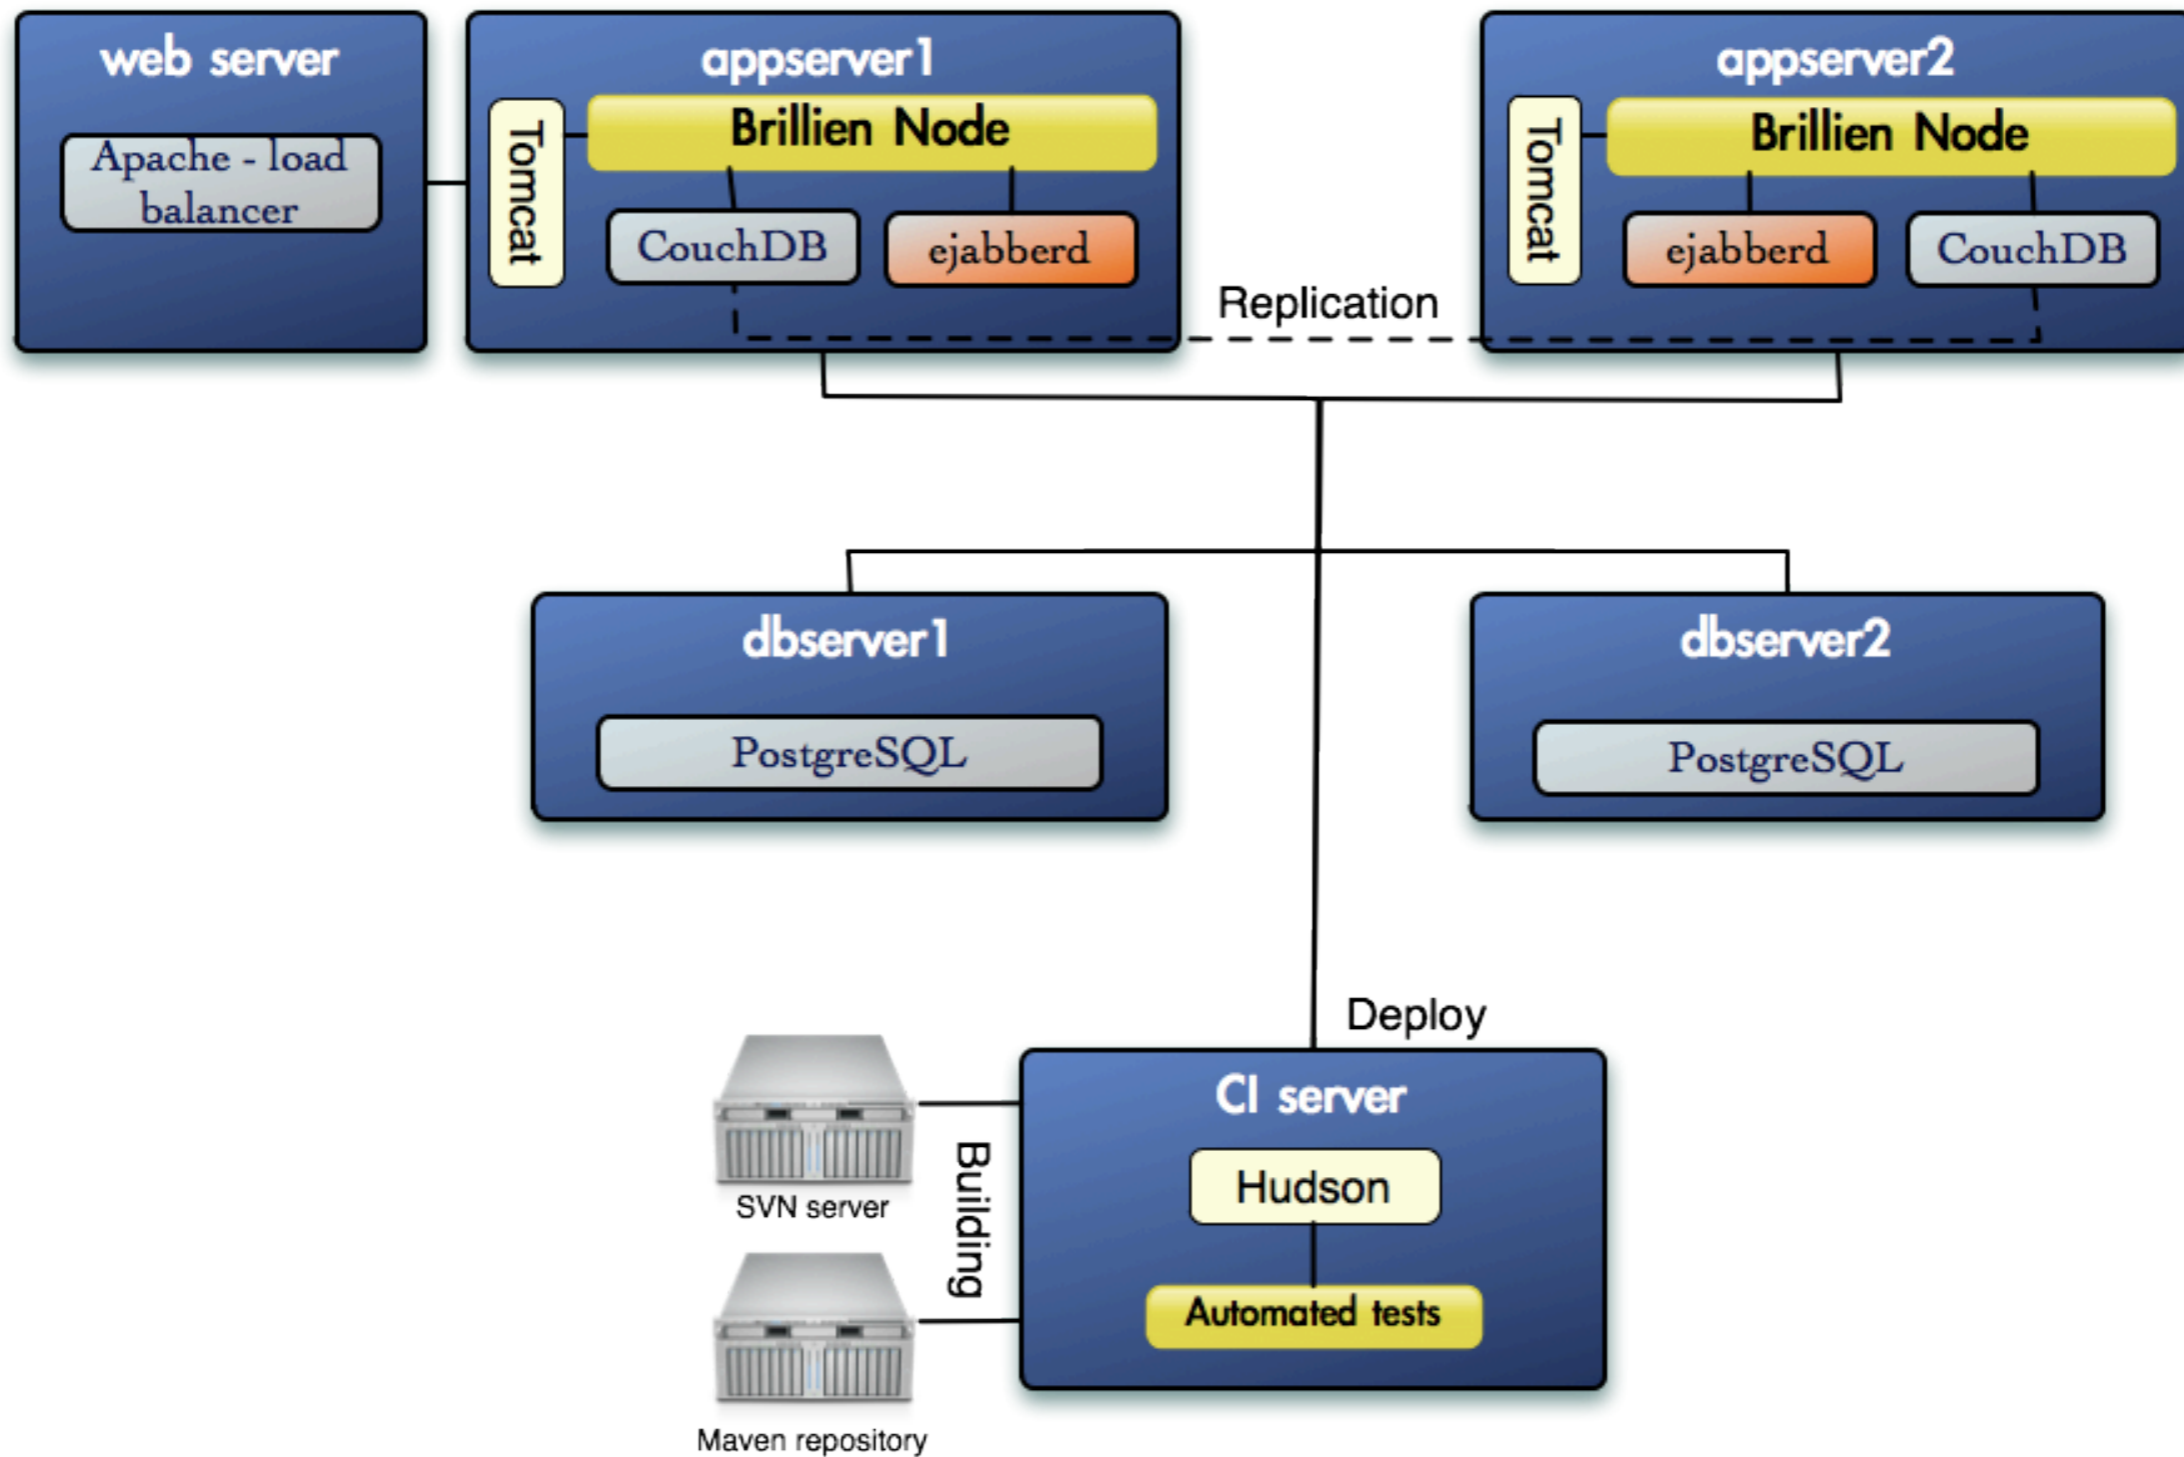 web server
Apache - load
balancer
appserver1
Tomcat
Brillien Node
CouchDB
ejabberd
Replication
appserver2
Tomcat
Brillien Node
ejabberd
CouchDB
dbserver1
PostgreSQL
dbserver2
PostgreSQL
Deploy
CI server
Hudson
Automated tests
Building
SVN server
Maven repository